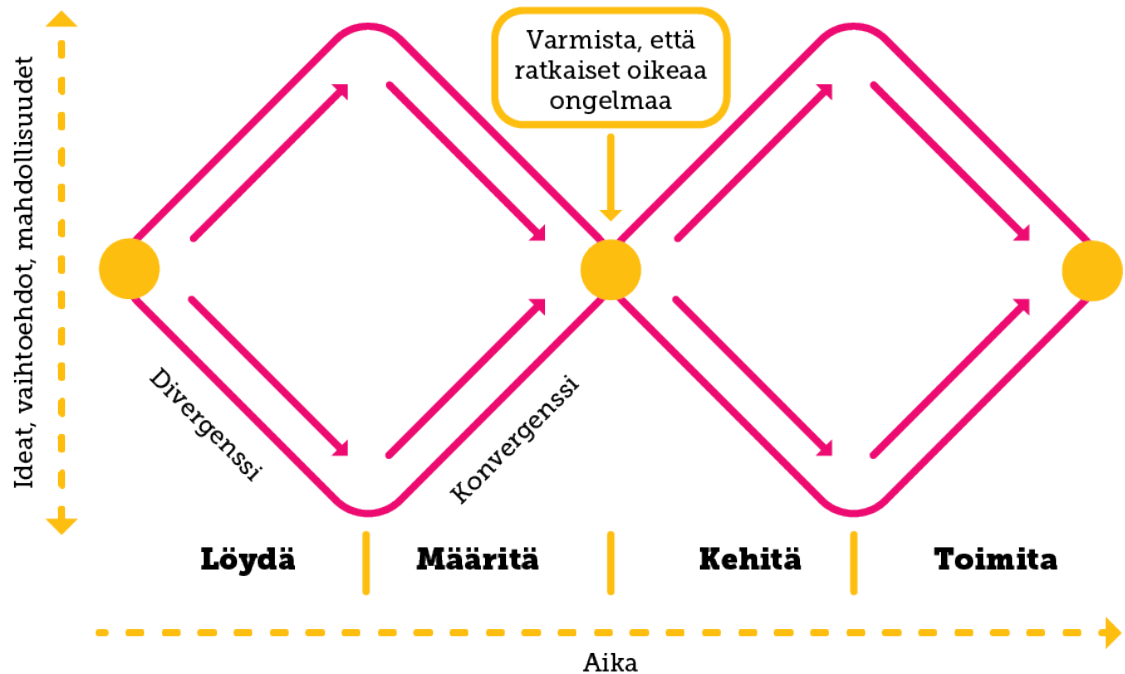 Varmista, että
ratkaiset oikeaa
ongelmaa
Ideat, vaihtoehdot, mahdollisuudet
Divergenssi
Konvergenssi
Löydä
Määritä
Kehitä
Toimita
Aika